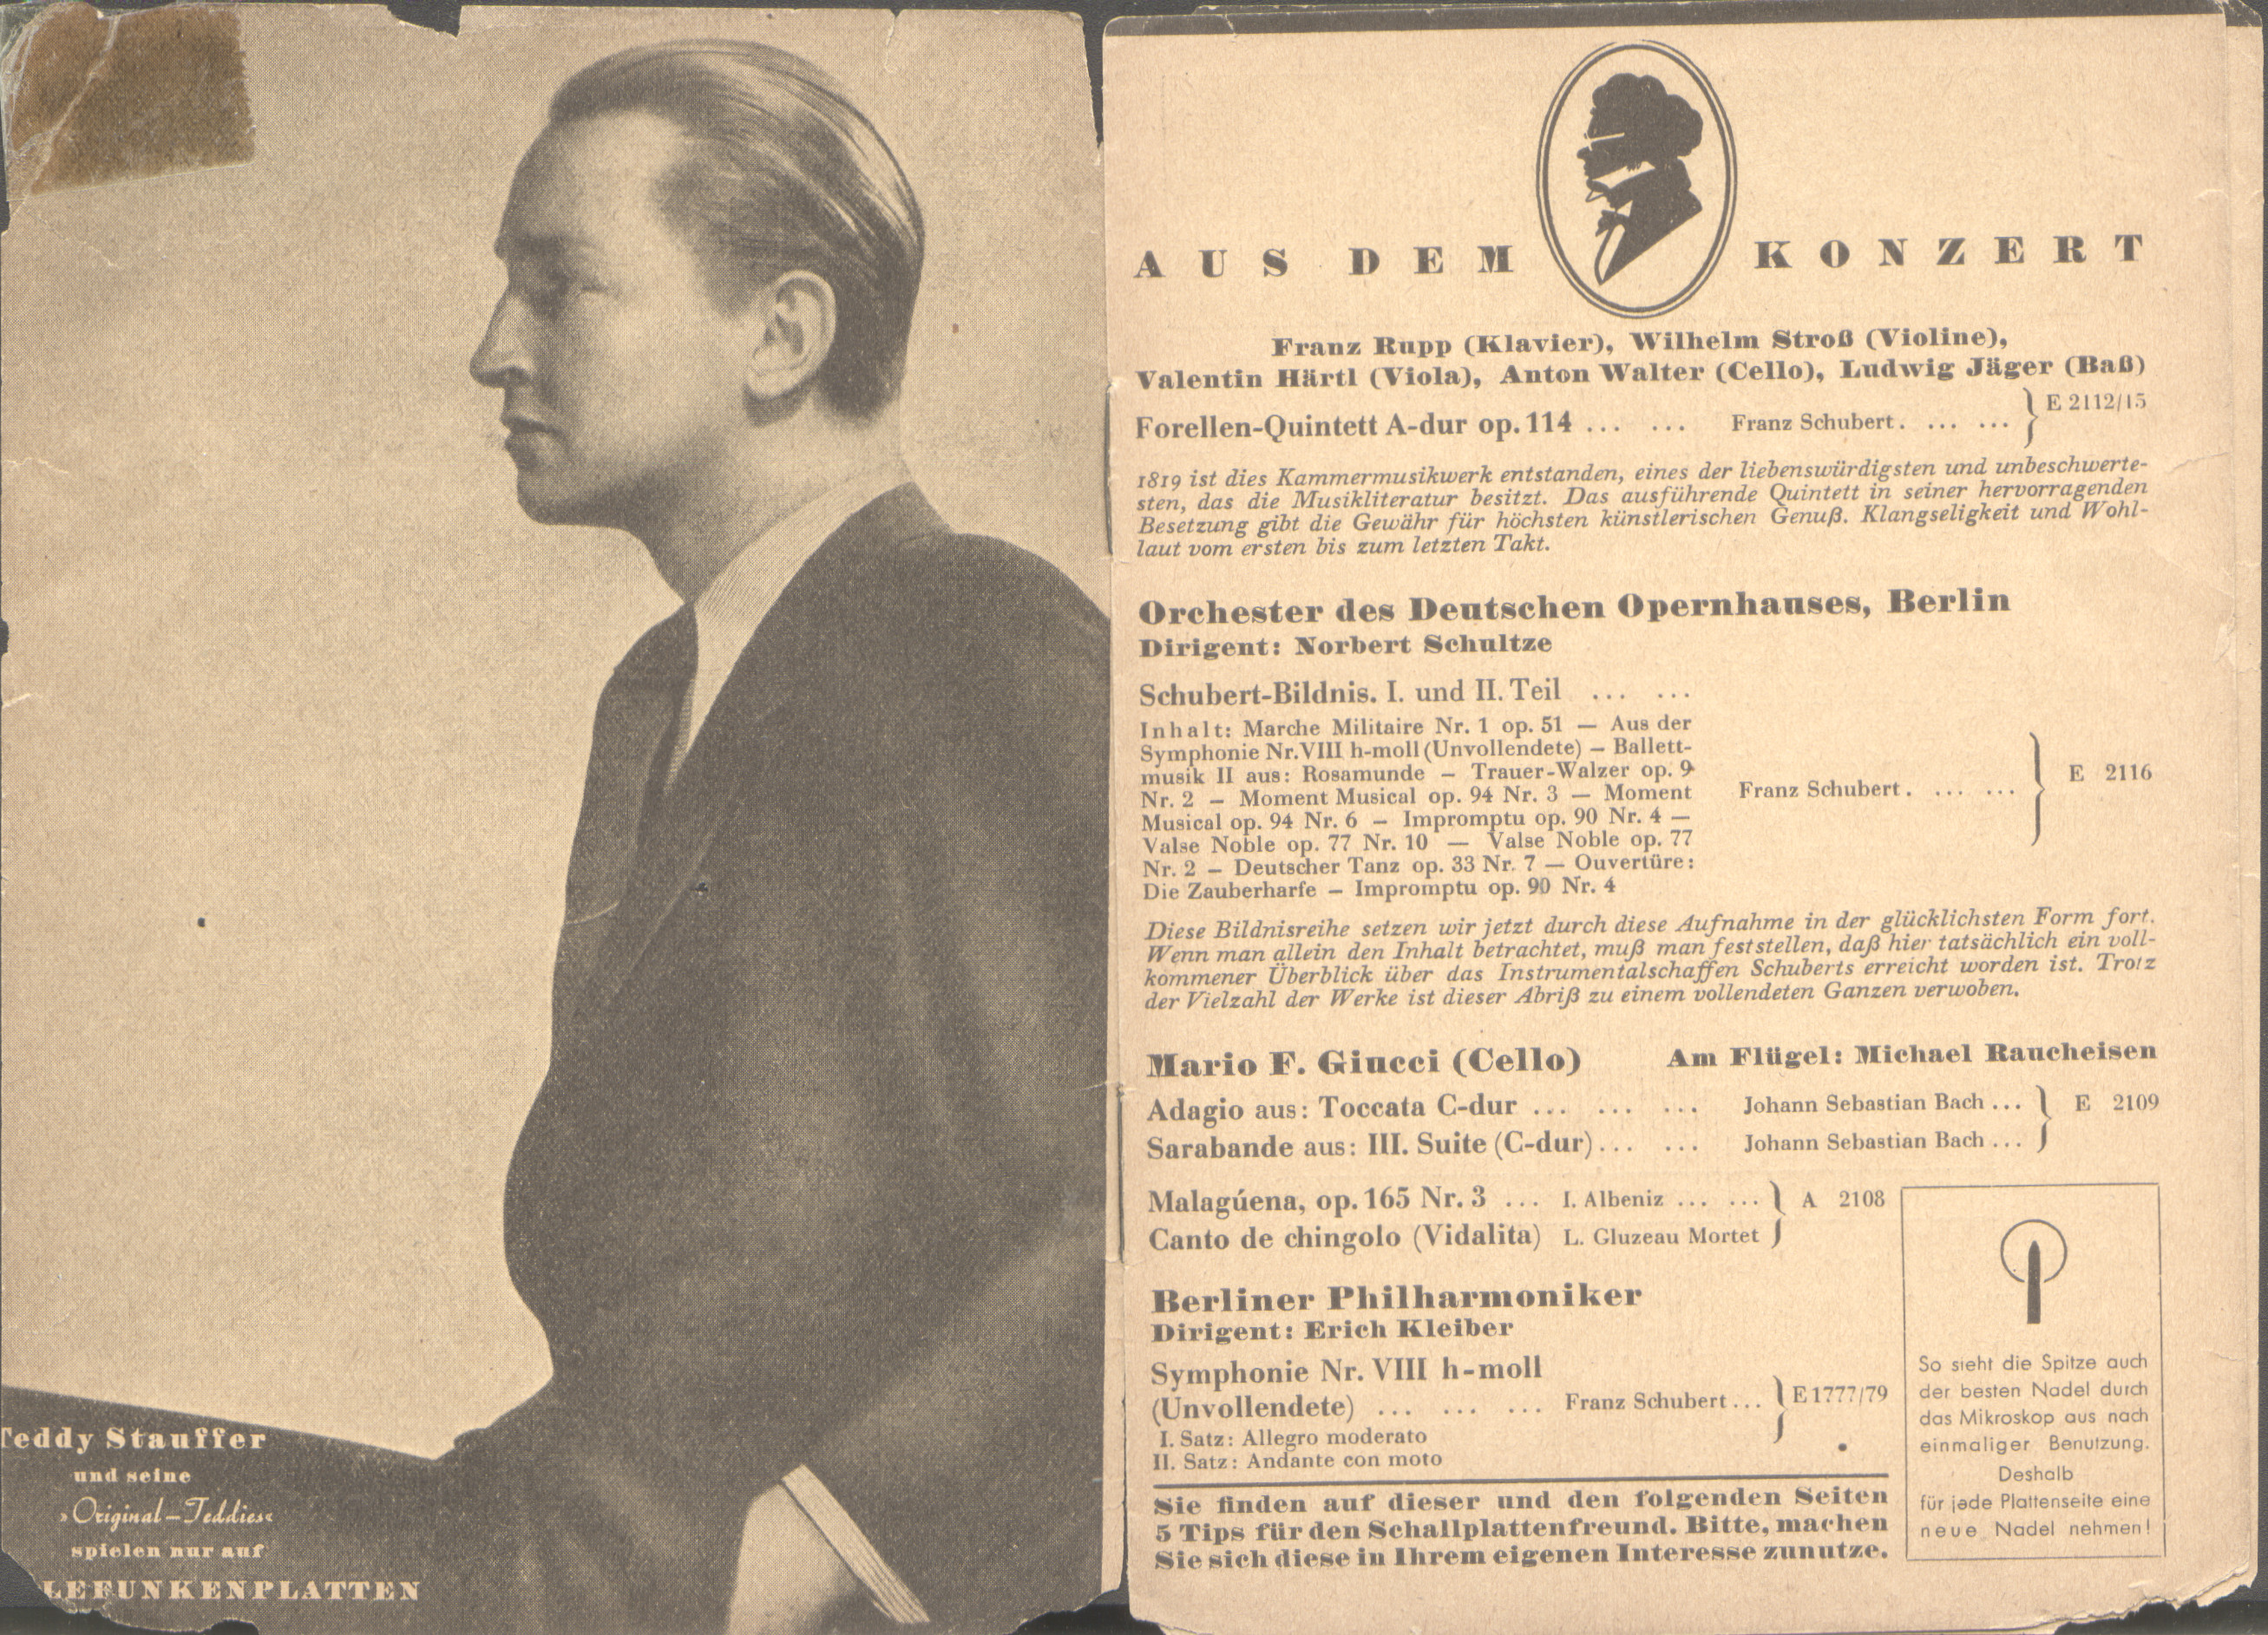 Teddy Stauffer
und seine
»Original—Teddies«
spielen nur auf
LEFUNKENPLATTEN
AUS DEM KONZERT
Franz Rupp (Klavier), Wilhelm Stroß (Violine),
Valentin Härtl (Viola), Anton Walter (Cello), Ludwig Jäger (Baß)
Forellen-Quintett A-dur op. 114 ... ... Franz Schubert. ... ... } E 2112/15
1819 ist dies Kammermusikwerk entstanden, eines der liebenswürdigsten und unbeschwerte-
sten, das die Musikliteratur besitzt. Das ausführende Quintett in seiner hervorragenden
Besetzung gibt die Gewähr für höchsten künstlerischen Genuß. Klangseligkeit und Wohl-
laut vom ersten bis zum letzten Takt.
Orchester des Deutschen Opernhauses, Berlin
Dirigent: Norbert Schultze
Schubert-Bildnis. I. und II. Teil ... ...
Inhalt: Marche Militaire Nr. 1 op. 51 — Aus der
Symphonie Nr. VIII h-moll (Unvollendete) — Ballett-
musik II aus: Rosamunde — Trauer-Walzer op. 9
Nr. 2 — Moment Musical op. 94 Nr. 3 — Moment
Musical op. 94 Nr. 6 — Impromptu op. 90 Nr. 4 —
Valse Noble op. 77 Nr. 10 — Valse Noble op. 77
Nr. 2 — Deutscher Tanz op. 33 Nr. 7 — Ouvertüre:
Die Zauberharfe — Impromptu op. 90 Nr. 4
Franz Schubert. ... ... } E 2116
Diese Bildnisreihe setzen wir jetzt durch diese Aufnahme in der glücklichsten Form fort.
Wenn man allein den Inhalt betrachtet, muß man feststellen, daß hier tatsächlich ein voll-
kommener Überblick über das Instrumentalschaffen Schuberts erreicht worden ist. Trotz
der Vielzahl der Werke ist dieser Abriß zu einem vollendeten Ganzen verwoben.
Mario F. Giucci (Cello) Am Flügel: Michael Raucheisen
Adagio aus: Toccata C-dur ... ... ... Johann Sebastian Bach ... } E 2109
Sarabande aus: III. Suite (C-dur) ... ... Johann Sebastian Bach ...
Malagúena, op. 165 Nr. 3 ... I. Albeniz ... ... } A 2108
Canto de chingolo (Vidalita) L. Gluzeau Mortet
Berliner Philharmoniker
Dirigent: Erich Kleiber
Symphonie Nr. VIII h-moll
(Unvollendete) ... ... ... Franz Schubert ... } E 1777/79
I. Satz: Allegro moderato
II. Satz: Andante con moto
Sie finden auf dieser und den folgenden Seiten
5 Tips für den Schallplattenfreund. Bitte, machen
Sie sich diese in Ihrem eigenen Interesse zunutze.
So sieht die Spitze auch
der besten Nadel durch
das Mikroskop aus nach
einmaliger Benutzung.
Deshalb
für jede Plattenseite eine
neue Nadel nehmen!